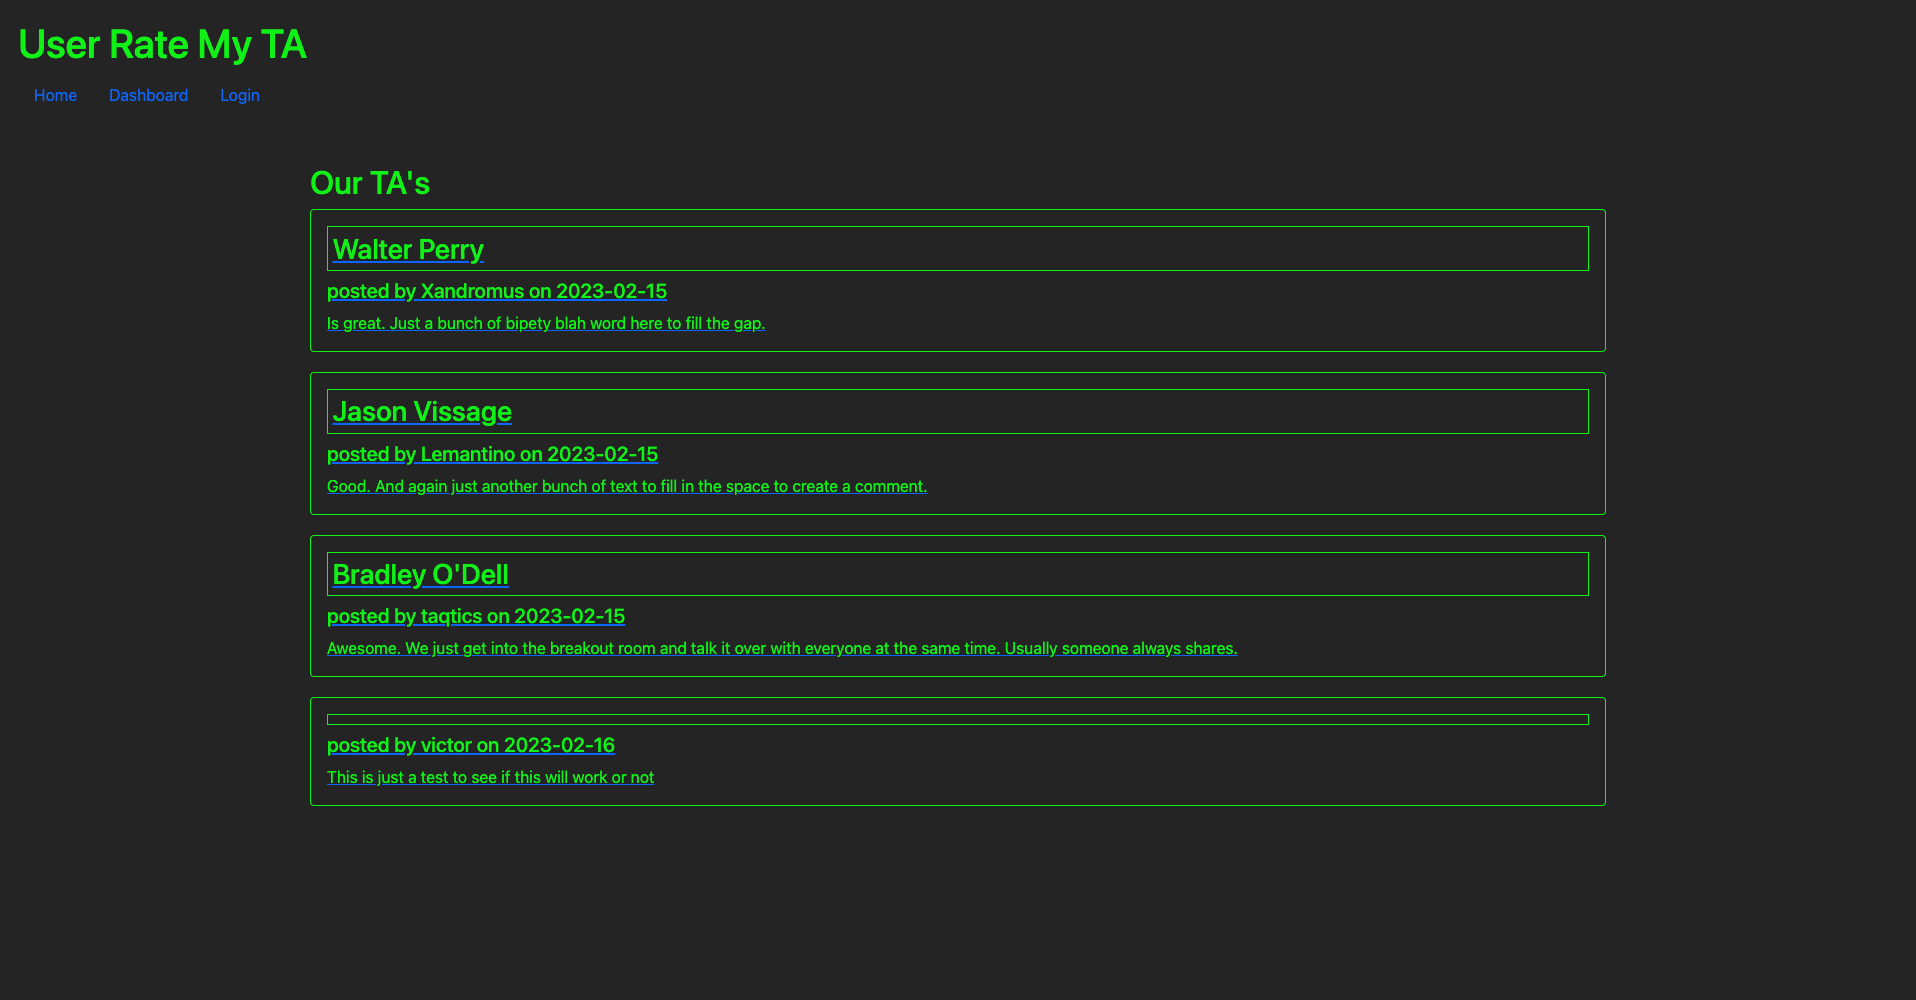 User Rate My TA
Home Dashboard Login
Our TA's
Walter Perry
posted by Xandromus on 2023-02-15
Is great. Just a bunch of bipety blah word here to fill the gap.
Jason Vissage
posted by Lemantino on 2023-02-15
Good. And again just another bunch of text to fill in the space to create a comment.
Bradley O'Dell
posted by taqtics on 2023-02-15
Awesome. We just get into the breakout room and talk it over with everyone at the same time. Usually someone always shares.
posted by victor on 2023-02-16
This is just a test to see if this will work or not